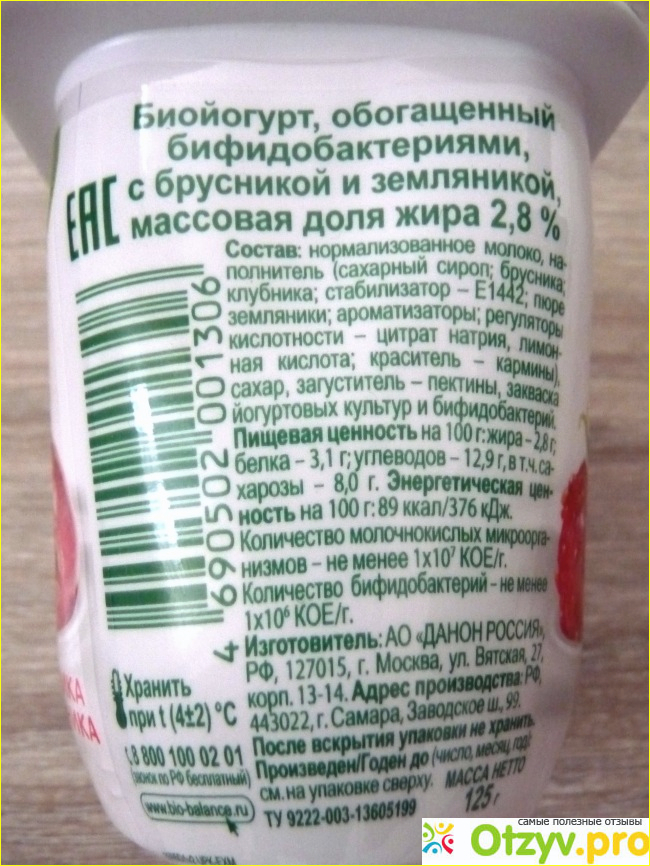 Биойогурт, обогащенный
бифидобактериями,
с брусникой и земляникой,
массовая доля жира 2,8 %
ЕАС
Состав: нормализованное молоко, на-
полнитель (сахарный сироп; брусника;
клубника; стабилизатор – Е1442; пюре
земляники; ароматизаторы; регуляторы
кислотности – цитрат натрия, лимон-
ная кислота; краситель – кармины),
сахар, загуститель – пектины, закваска
йогуртовых культур и бифидобактерий.
Пищевая ценность на 100 г: жира – 2,8 г;
белка – 3,1 г; углеводов – 12,9 г, в т.ч. са-
харозы – 8,0 г. Энергетическая цен-
ность на 100 г: 89 ккал/376 кДж.
Количество молочнокислых микроорга-
низмов – не менее 1х10⁷ КОЕ/г.
Количество бифидобактерий – не менее
1х10⁶ КОЕ/г.
Изготовитель: АО «ДАНОН РОССИЯ»,
РФ, 127015, г. Москва, ул. Вятская, 27,
корп. 13-14. Адрес производства: РФ,
443022, г. Самара, Заводское ш., 99.
После вскрытия упаковки не хранить.
Произведен/Годен до (число, месяц, год):
см. на упаковке сверху.
МАССА НЕТТО
125 г
ТУ 9222-003-13605199
4 690502 001306
Хранить
при t (4±2) °C
8 800 100 02 01
(звонок по РФ бесплатный)
www.bio-balance.ru
самые полезные отзывы
Otzyv.pro